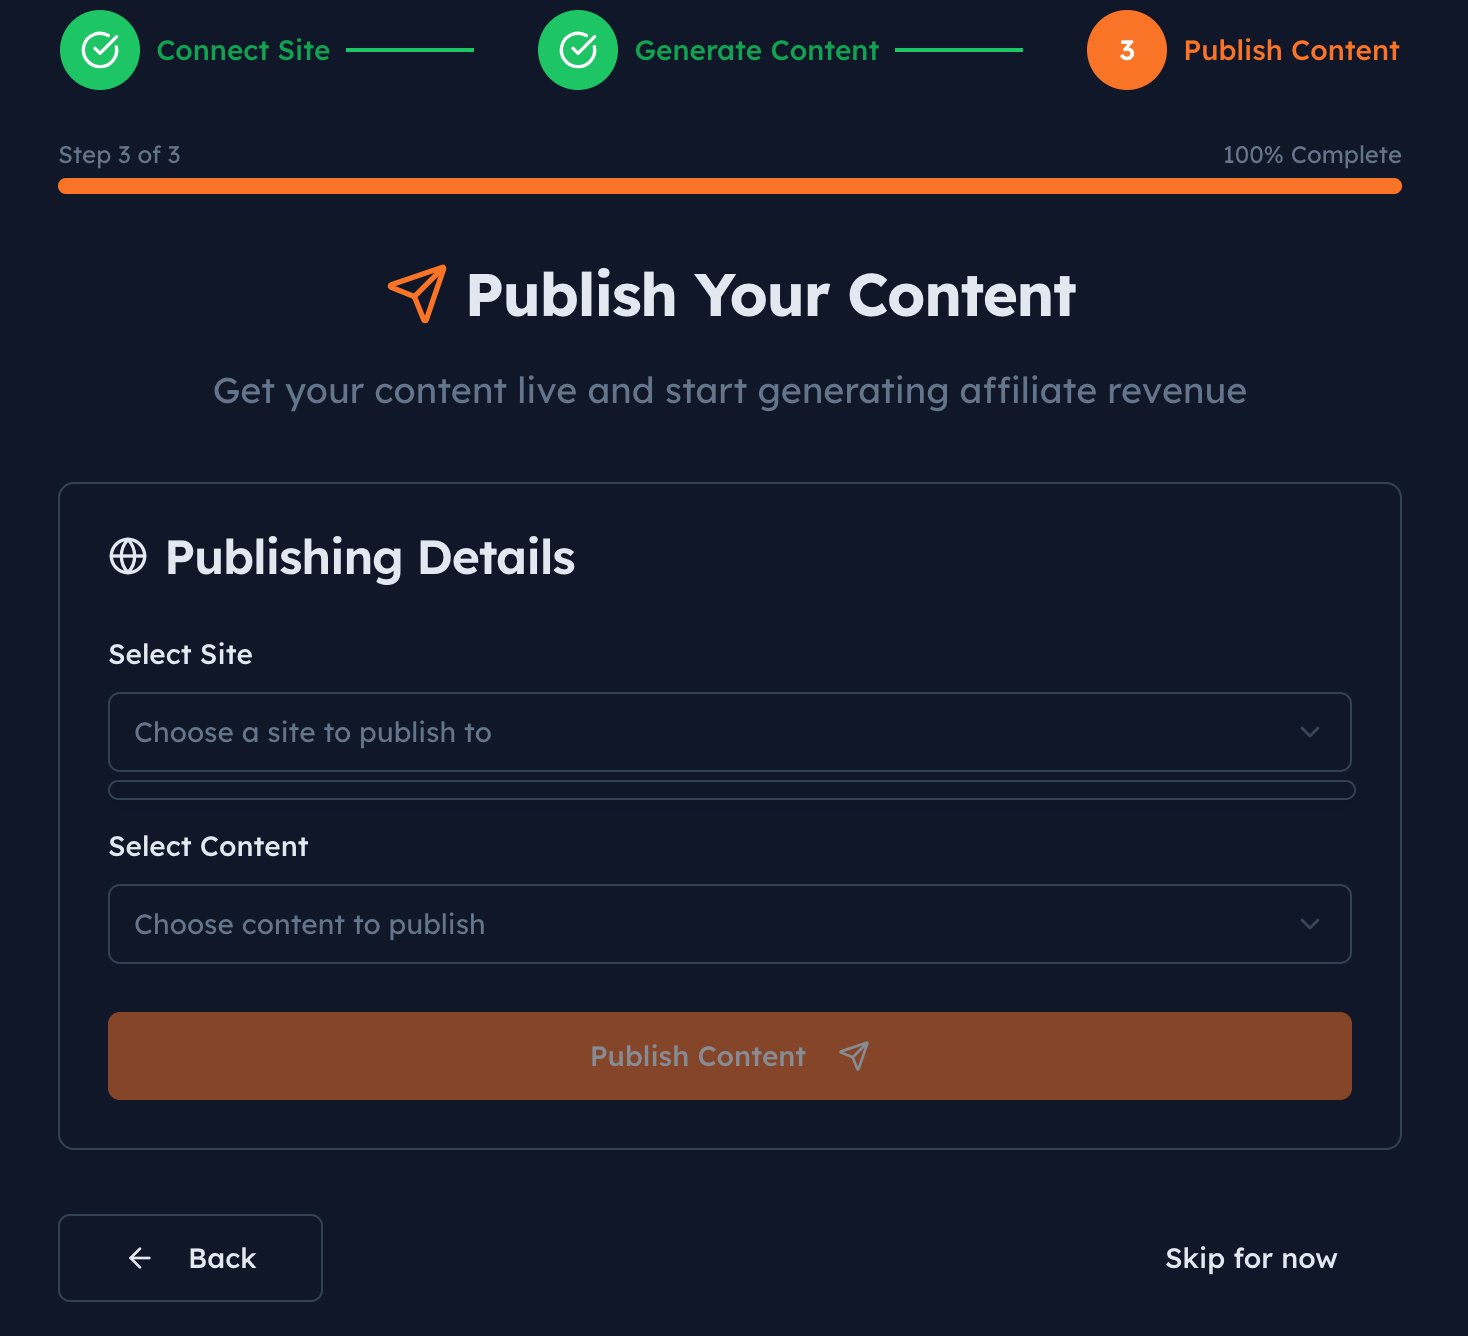 Connect Site
Generate Content
3 Publish Content
Step 3 of 3
100% Complete
Publish Your Content
Get your content live and start generating affiliate revenue
Publishing Details
Select Site
Choose a site to publish to
Select Content
Choose content to publish
Publish Content
Back
Skip for now